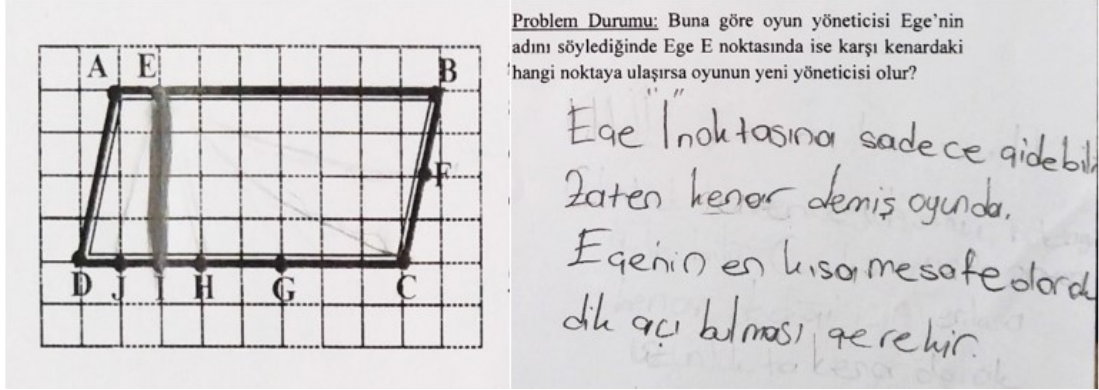 A E B
F
D J I H G C
Problem Durumu: Buna göre oyun yöneticisi Ege'nin
adını söylediğinde Ege E noktasında ise karşı kenardaki
hangi noktaya ulaşırsa oyunun yeni yöneticisi olur?
Ege "I" noktasına sadece gidebili
Zaten kenar demiş oyunda.
Egenin en kısa mesafe olarak
dik açı bulması gerekir.